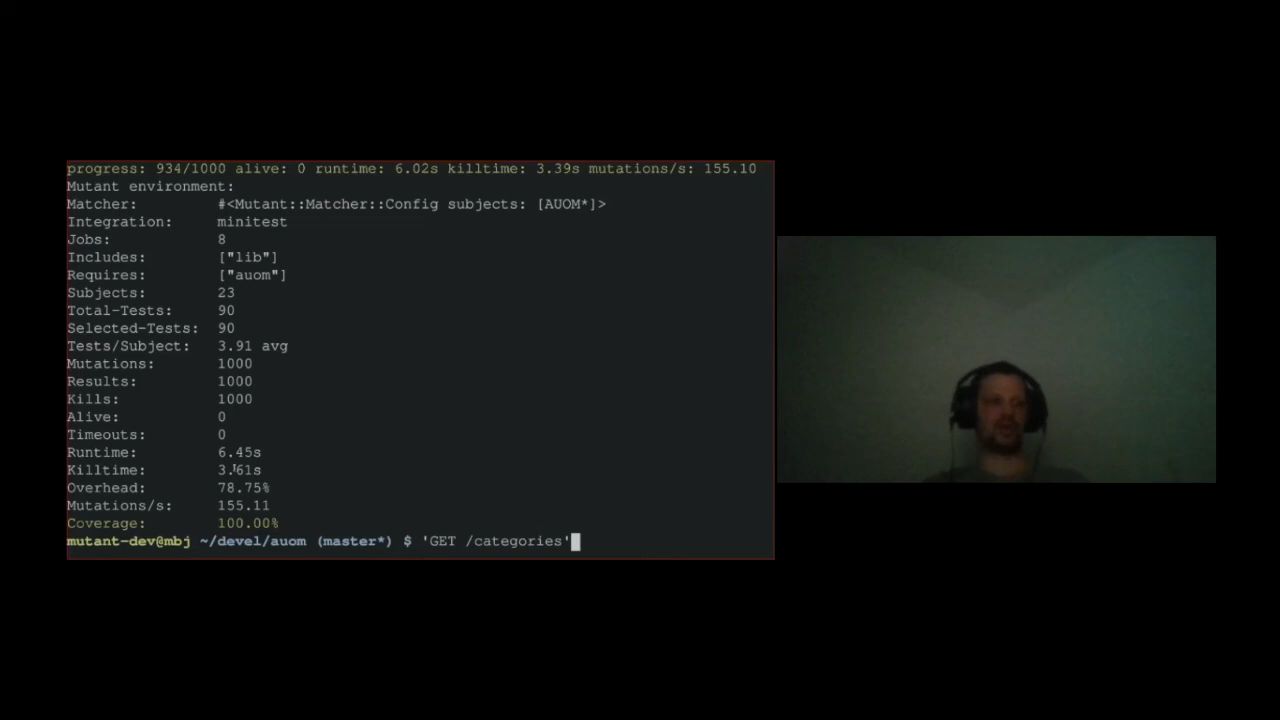 progress: 934/1000 alive: 0 runtime: 6.02s killtime: 3.39s mutations/s: 155.10
Mutant environment:
Matcher: #<Mutant::Matcher::Config subjects: [AUOM*]>
Integration: minitest
Jobs: 8
Includes: ["lib"]
Requires: ["auom"]
Subjects: 23
Total-Tests: 90
Selected-Tests: 90
Tests/Subject: 3.91 avg
Mutations: 1000
Results: 1000
Kills: 1000
Alive: 0
Timeouts: 0
Runtime: 6.45s
Killtime: 3.61s
Overhead: 78.75%
Mutations/s: 155.11
Coverage: 100.00%
mutant-dev@mbj ~/devel/auom (master*) $ 'GET /categories'